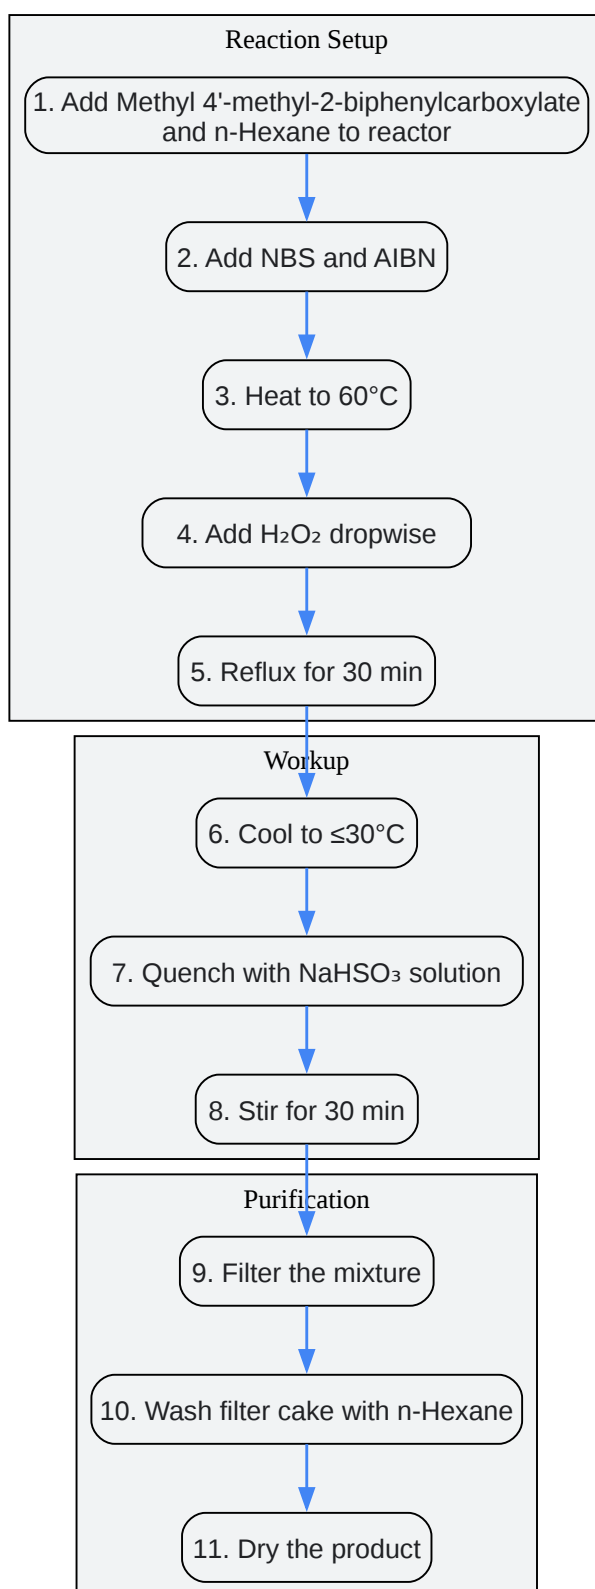 Reaction Setup
1. Add Methyl 4'-methyl-2-biphenylcarboxylate
and n-Hexane to reactor
2. Add NBS and AIBN
3. Heat to 60°C
4. Add H₂O₂ dropwise
5. Reflux for 30 min
Workup
6. Cool to ≤30°C
7. Quench with NaHSO₃ solution
8. Stir for 30 min
Purification
9. Filter the mixture
10. Wash filter cake with n-Hexane
11. Dry the product